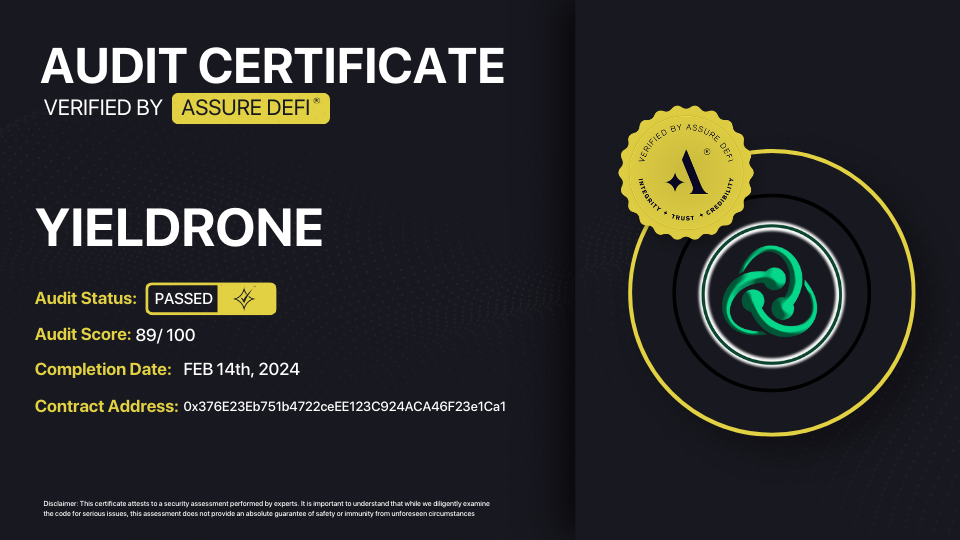 AUDIT CERTIFICATE
VERIFIED BY ASSURE DEFI ®
YIELDRONE
Audit Status: PASSED
Audit Score: 89/ 100
Completion Date: FEB 14th, 2024
Contract Address: 0x376E23Eb751b4722ceEE123C924ACA46F23e1Ca1
Disclaimer: This certificate attests to a security assessment performed by experts. It is important to understand that while we diligently examine
the code for serious issues, this assessment does not provide an absolute guarantee of safety or immunity from unforeseen circumstances
VERIFIED BY ASSURE DEFI
®
INTEGRITY ✦ TRUST ✦ CREDIBILITY